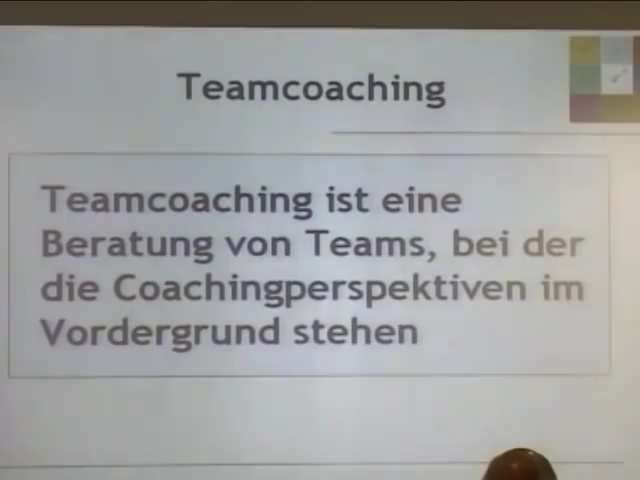 Teamcoaching
Teamcoaching ist eine
Beratung von Teams, bei der
die Coachingperspektiven im
Vordergrund stehen